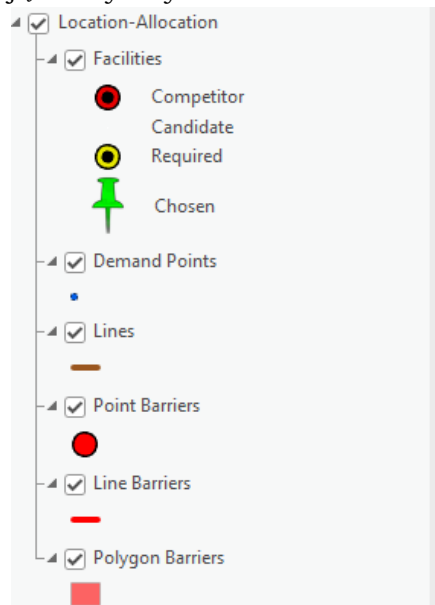 Location-Allocation
Facilities
Competitor
Candidate
Required
Chosen
Demand Points
Lines
Point Barriers
Line Barriers
Polygon Barriers